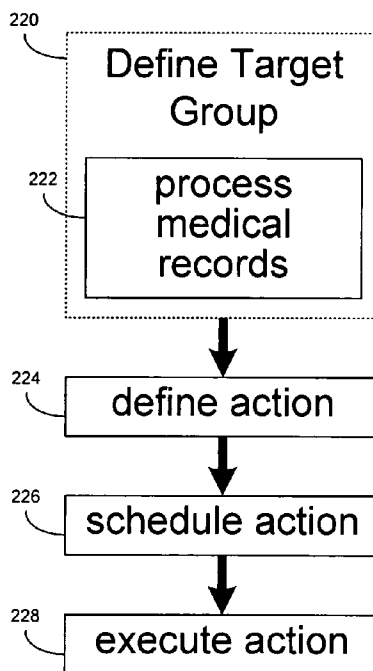 220
Define Target
Group
222
process
medical
records
224
define action
226
schedule action
228
execute action